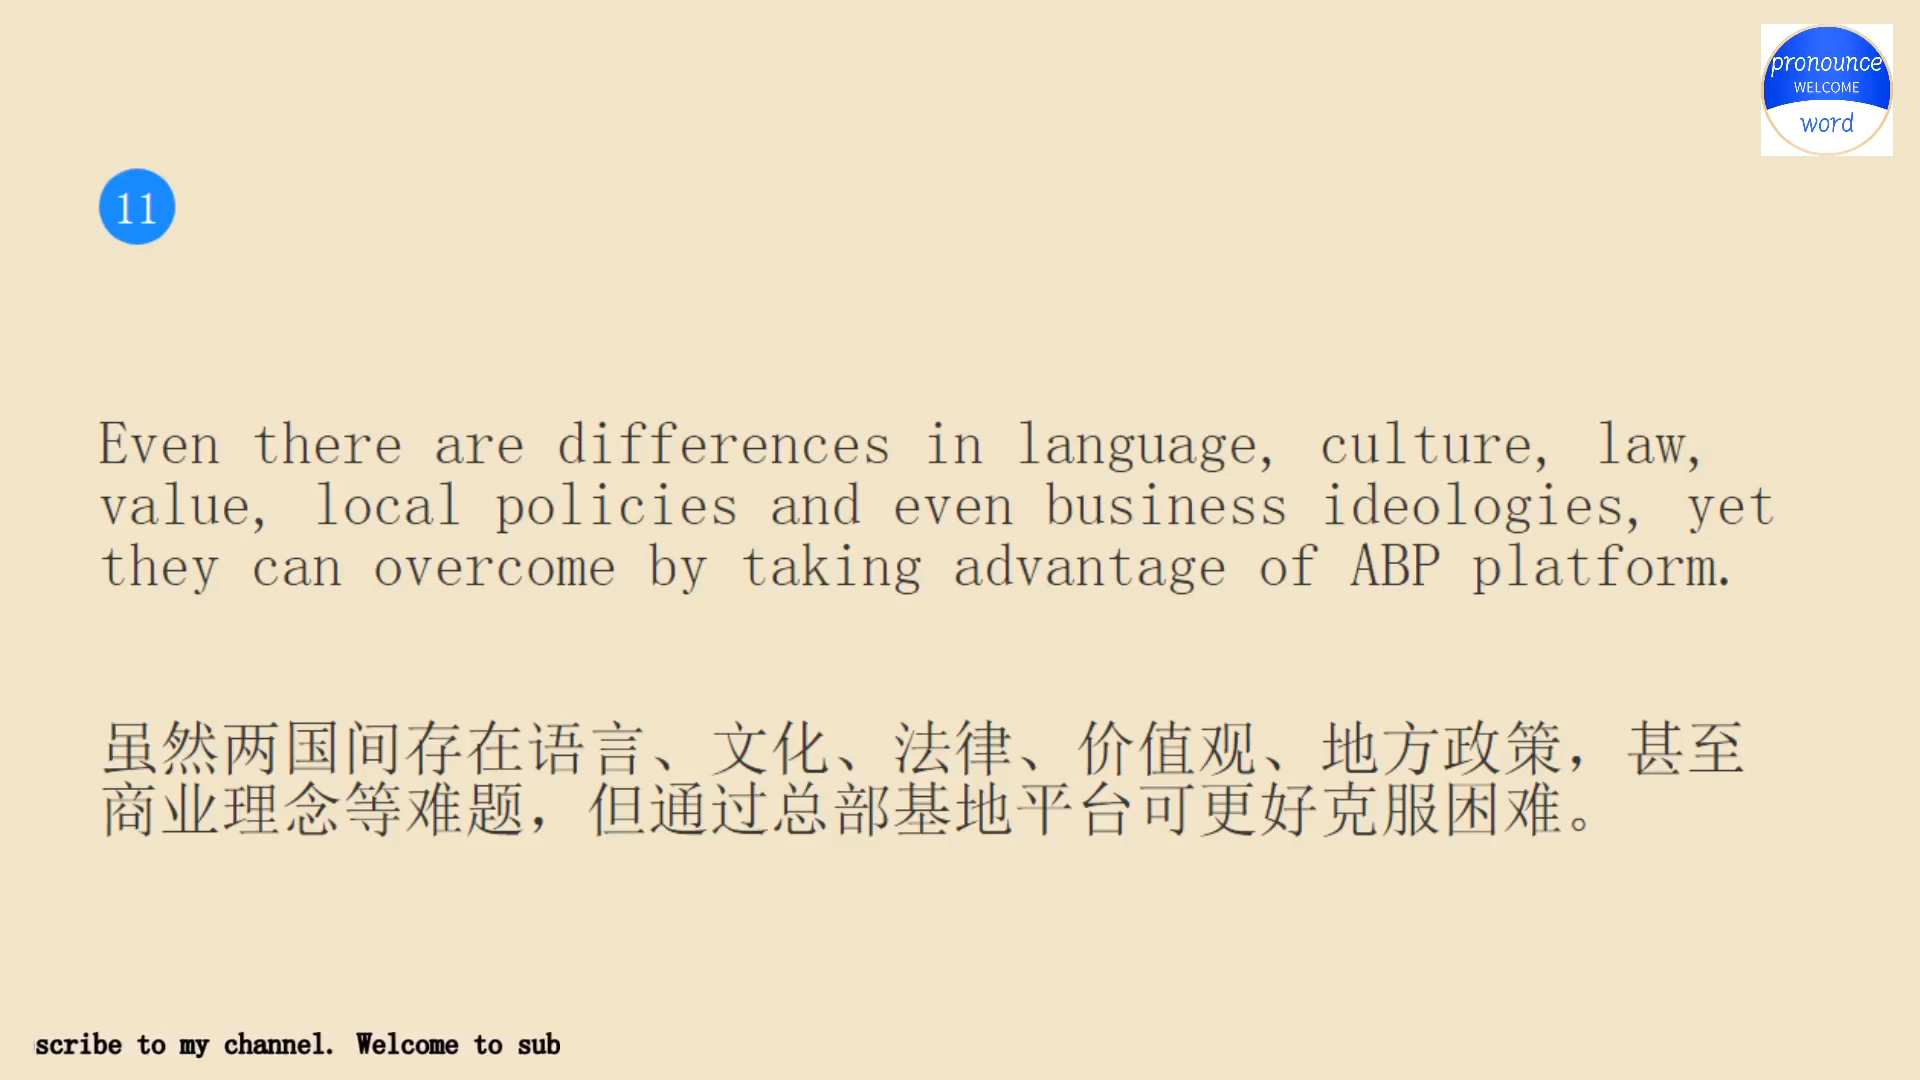 pronounce
WELCOME
word
11
Even there are differences in language, culture, law,
value, local policies and even business ideologies, yet
they can overcome by taking advantage of ABP platform.
虽然两国间存在语言、文化、法律、价值观、地方政策，甚至
商业理念等难题，但通过总部基地平台可更好克服困难。
scribe to my channel. Welcome to sub